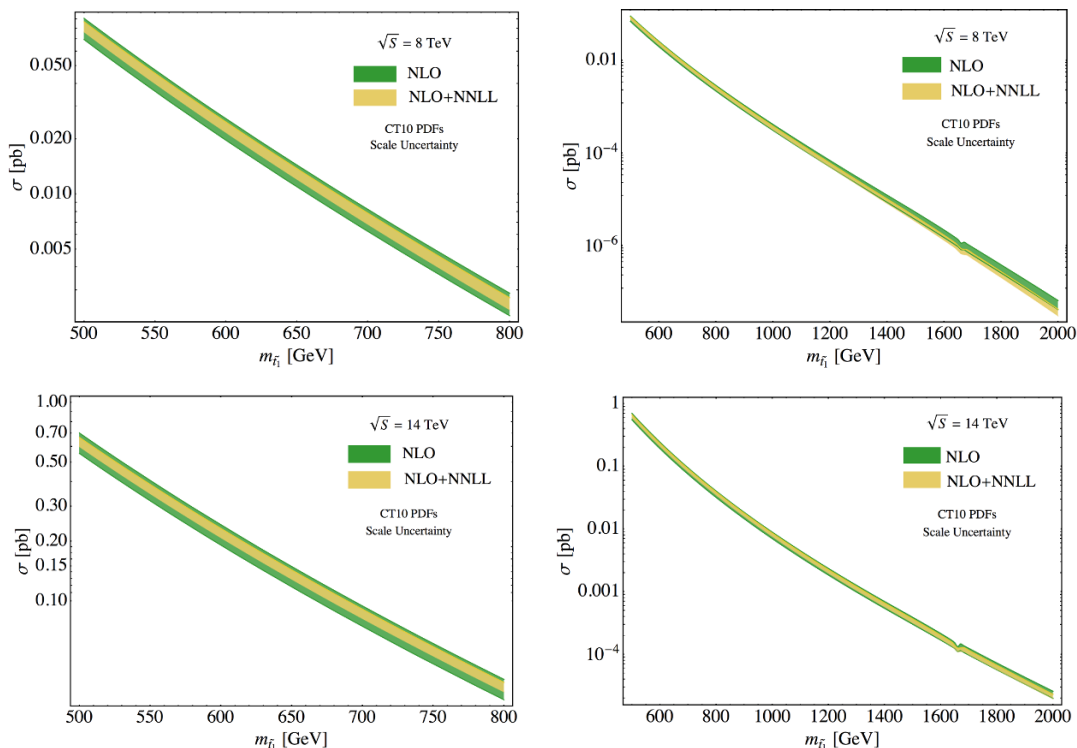 √S = 8 TeV
NLO
NLO+NNLL
CT10 PDFs
Scale Uncertainty
σ [pb]
0.050
0.020
0.010
0.005
500 550 600 650 700 750 800
m_{t̃₁} [GeV]
√S = 8 TeV
NLO
NLO+NNLL
CT10 PDFs
Scale Uncertainty
σ [pb]
0.01
10⁻⁴
10⁻⁶
600 800 1000 1200 1400 1600 1800 2000
m_{t̃₁} [GeV]
√S = 14 TeV
NLO
NLO+NNLL
CT10 PDFs
Scale Uncertainty
σ [pb]
1.00
0.70
0.50
0.30
0.20
0.15
0.10
500 550 600 650 700 750 800
m_{t̃₁} [GeV]
√S = 14 TeV
NLO
NLO+NNLL
CT10 PDFs
Scale Uncertainty
σ [pb]
1
0.1
0.01
0.001
10⁻⁴
600 800 1000 1200 1400 1600 1800 2000
m_{t̃₁} [GeV]